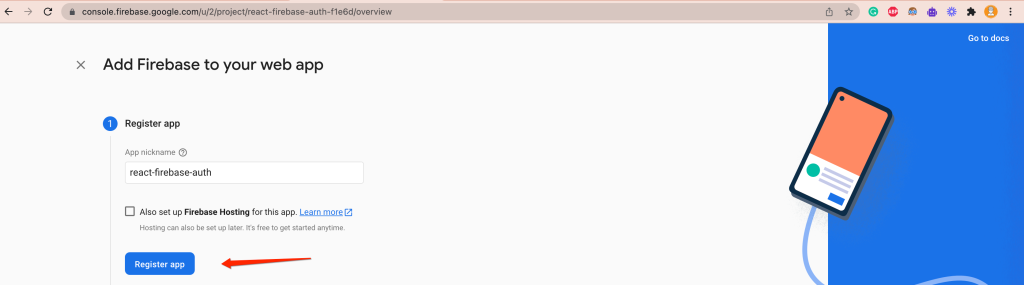 console.firebase.google.com/u/2/project/react-firebase-auth-f1e6d/overview
ABP
Go to docs
Add Firebase to your web app
1 Register app
App nickname
react-firebase-auth
Also set up Firebase Hosting for this app. Learn more
Hosting can also be set up later. It's free to get started anytime.
Register app